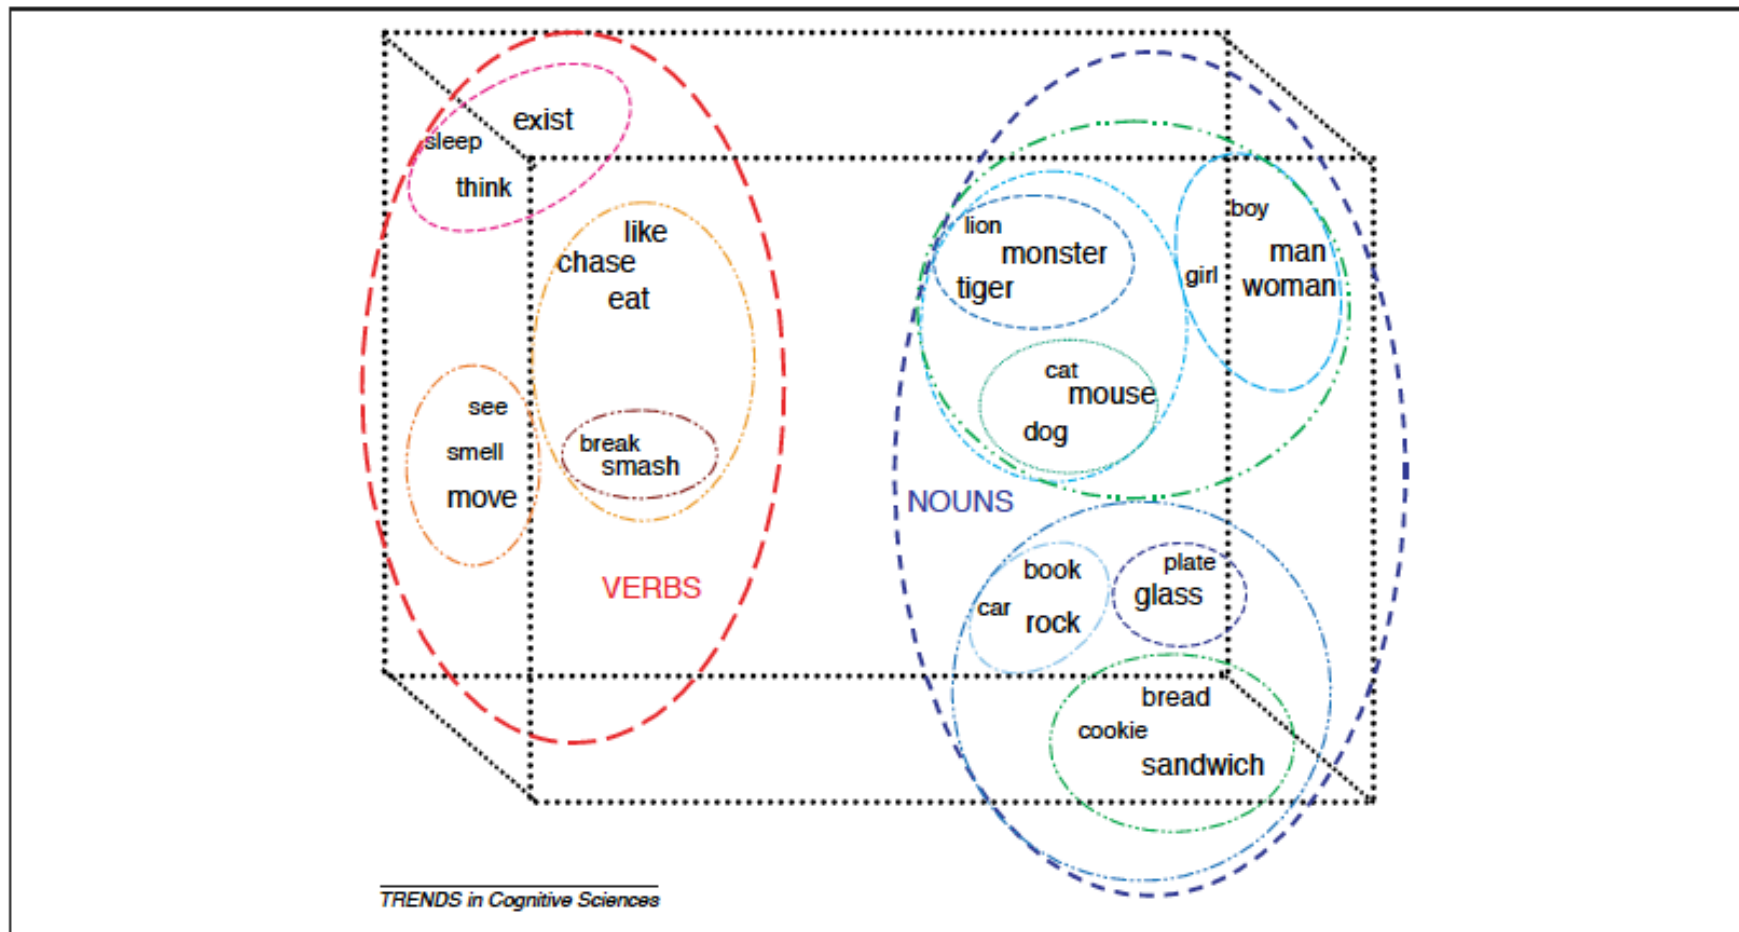 exist
sleep
think
like
chase
eat
see
smell
move
break
smash
VERBS
lion
monster
tiger
boy
man
girl
woman
cat
mouse
dog
NOUNS
book
car
rock
plate
glass
bread
cookie
sandwich
TRENDS in Cognitive Sciences